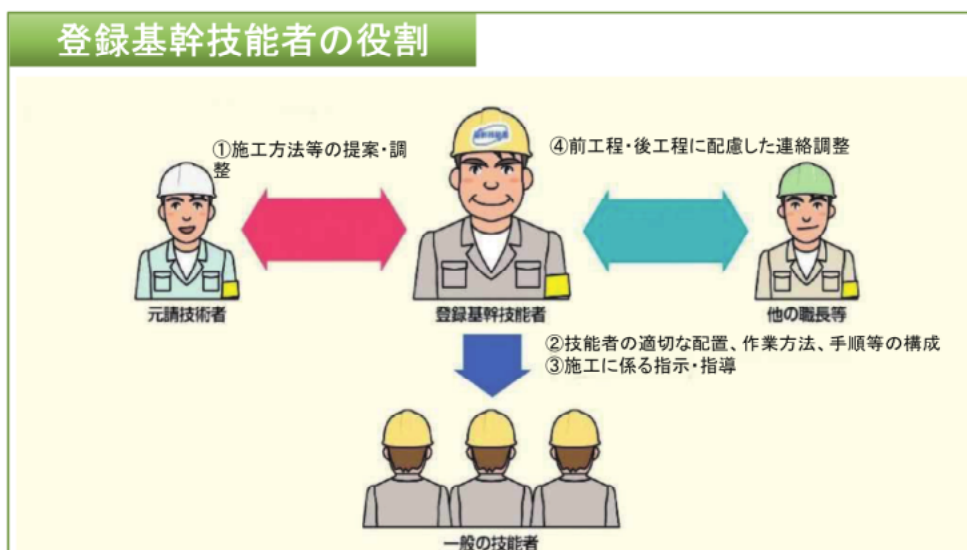 登録基幹技能者の役割
①施工方法等の提案・調
整
④前工程・後工程に配慮した連絡調整
元請技術者
登録基幹技能者
他の職長等
②技能者の適切な配置、作業方法、手順等の構成
③施工に係る指示・指導
一般の技能者